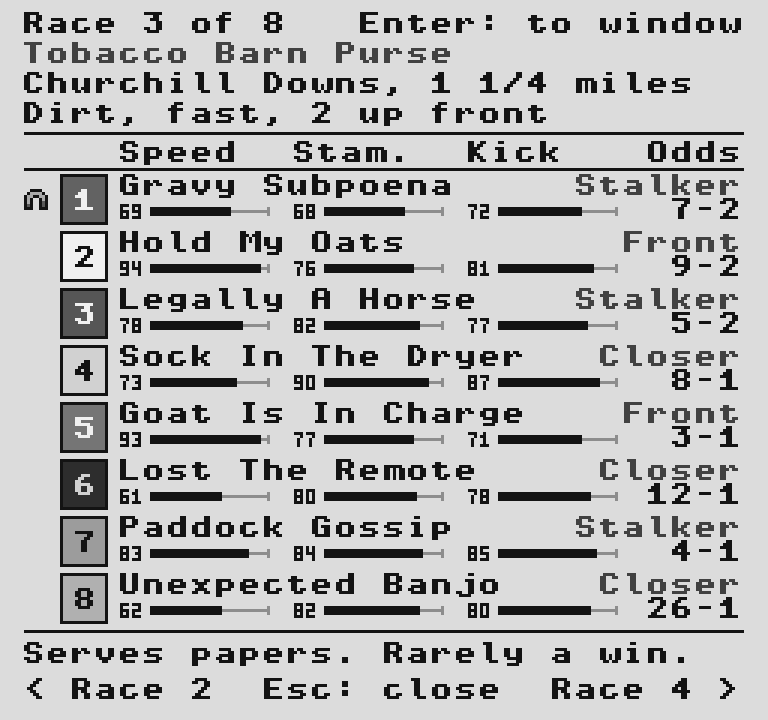 Race 3 of 8 Enter: to window
Tobacco Barn Purse
Churchill Downs, 1 1/4 miles
Dirt, fast, 2 up front
Speed Stam. Kick Odds
1 Gravy Subpoena Stalker
69 68 72 7-2
2 Hold My Oats Front
94 76 81 9-2
3 Legally A Horse Stalker
78 82 77 5-2
4 Sock In The Dryer Closer
73 90 87 8-1
5 Goat Is In Charge Front
93 77 71 3-1
6 Lost The Remote Closer
61 80 78 12-1
7 Paddock Gossip Stalker
83 84 85 4-1
8 Unexpected Banjo Closer
62 82 80 26-1
Serves papers. Rarely a win.
< Race 2 Esc: close Race 4 >